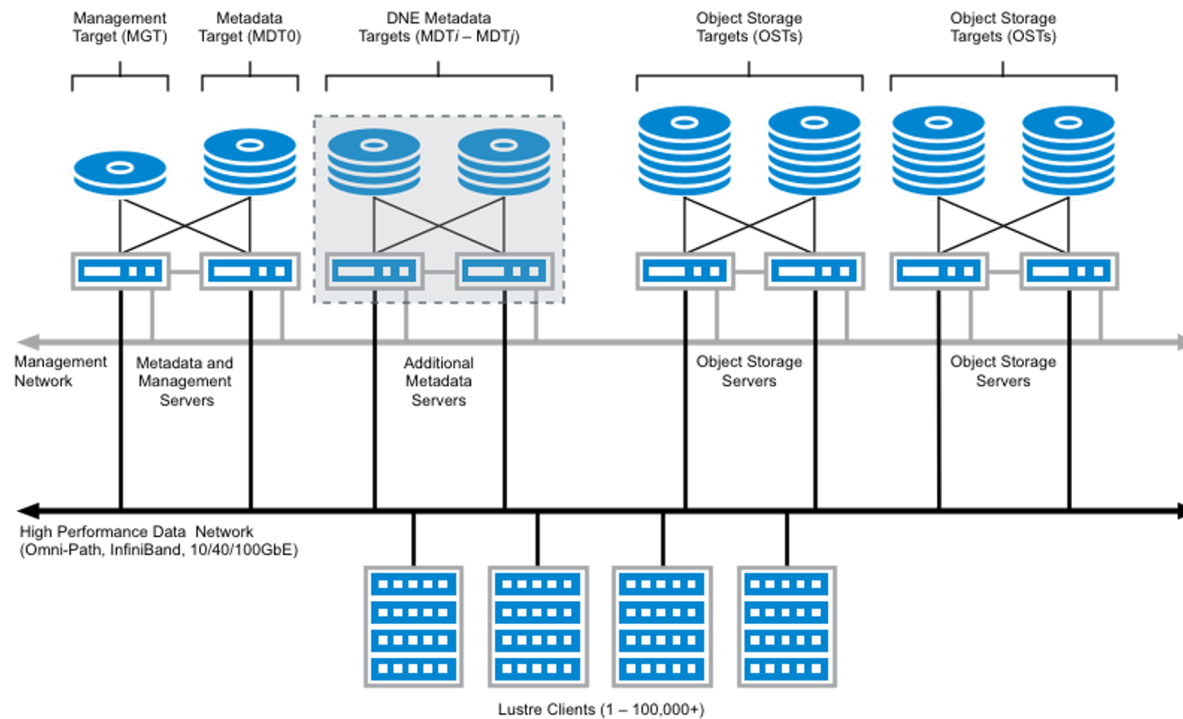 Management
Target (MGT)
Metadata
Target (MDT0)
DNE Metadata
Targets (MDTi – MDTj)
Object Storage
Targets (OSTs)
Object Storage
Targets (OSTs)
Management
Network
Metadata and
Management
Servers
Additional
Metadata
Servers
Object Storage
Servers
Object Storage
Servers
High Performance Data Network
(Omni-Path, InfiniBand, 10/40/100GbE)
Lustre Clients (1 – 100,000+)